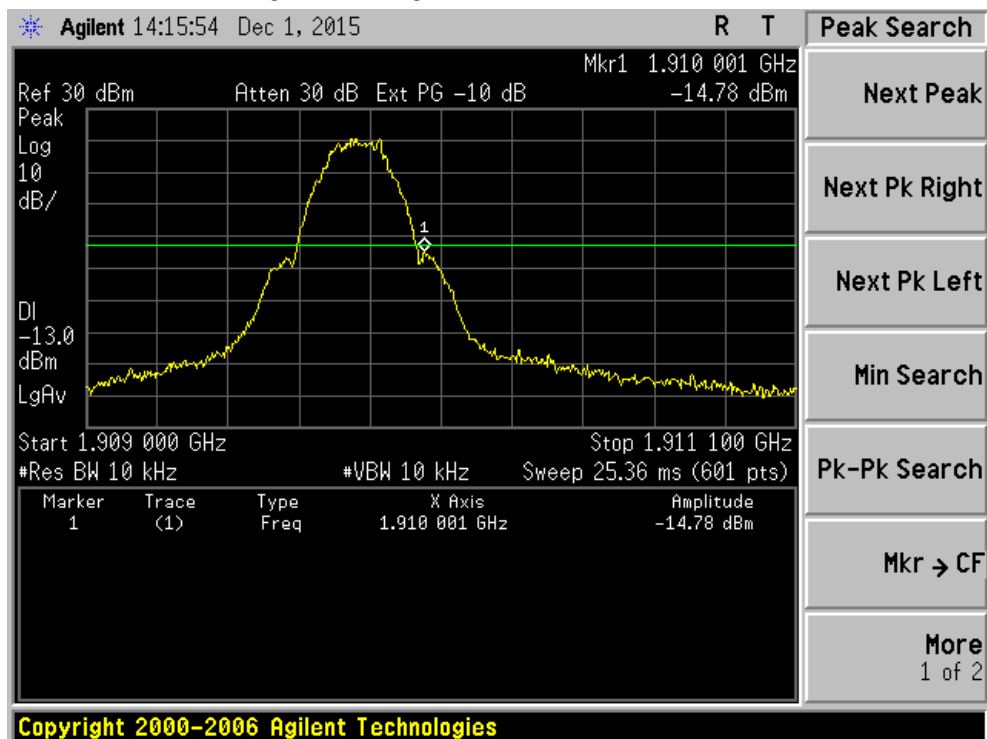 Agilent 14:15:54 Dec 1, 2015 R T
Peak Search
Mkr1 1.910 001 GHz
Ref 30 dBm Atten 30 dB Ext PG -10 dB -14.78 dBm
Peak
Log
10
dB/
1
DI
-13.0
dBm
LgAv
Start 1.909 000 GHz Stop 1.911 100 GHz
#Res BW 10 kHz #VBW 10 kHz Sweep 25.36 ms (601 pts)
Marker Trace Type X Axis Amplitude
1 (1) Freq 1.910 001 GHz -14.78 dBm
Next Peak
Next Pk Right
Next Pk Left
Min Search
Pk-Pk Search
Mkr → CF
More
1 of 2
Copyright 2000-2006 Agilent Technologies